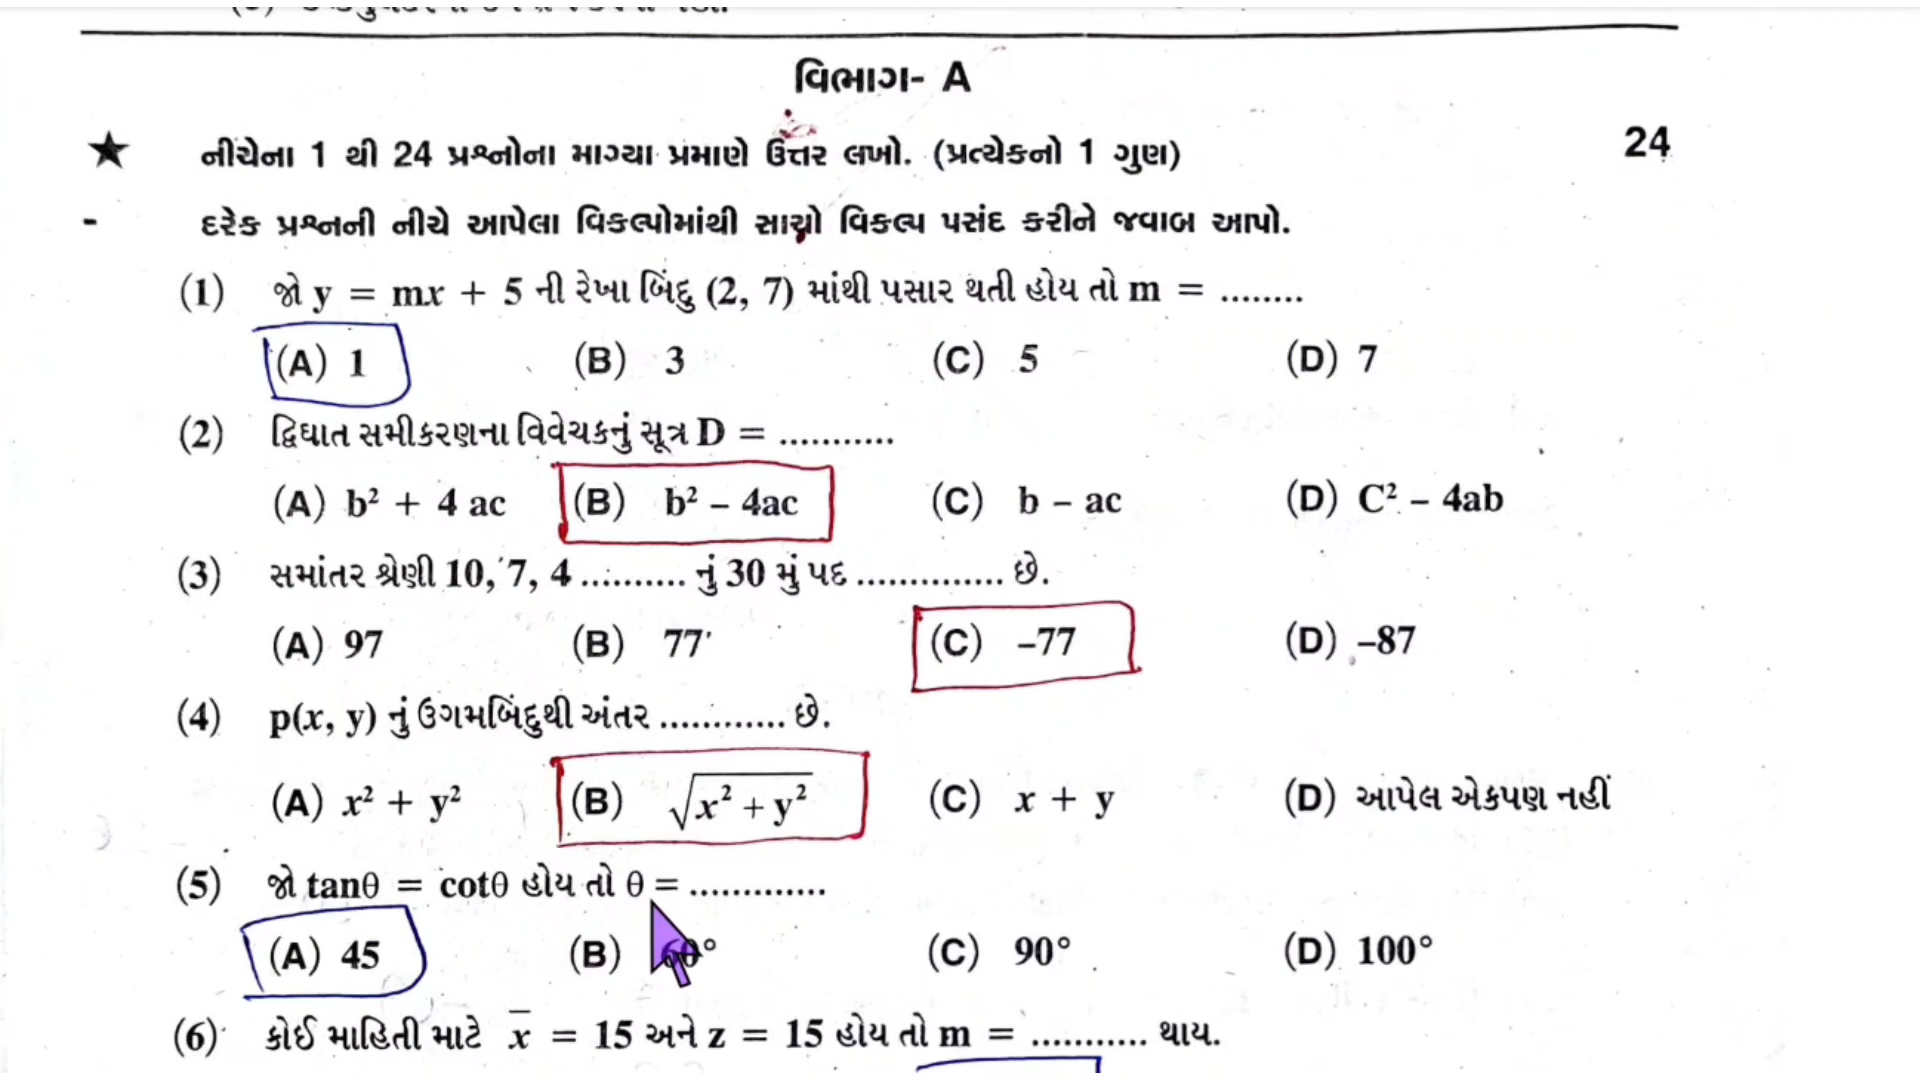 વિભાગ- A
★ નીચેના 1 થી 24 પ્રશ્નોના માગ્યા પ્રમાણે ઉત્તર લખો. (પ્રત્યેકનો 1 ગુણ) 24
- દરેક પ્રશ્નની નીચે આપેલા વિકલ્પોમાંથી સાચો વિકલ્પ પસંદ કરીને જવાબ આપો.
(1) જો y = mx + 5 ની રેખા બિંદુ (2, 7) માંથી પસાર થતી હોય તો m = ........
(A) 1 (B) 3 (C) 5 (D) 7
(2) દ્વિઘાત સમીકરણના વિવેચકનું સૂત્ર D = ...........
(A) b² + 4 ac (B) b² – 4ac (C) b – ac (D) C² – 4ab
(3) સમાંતર શ્રેણી 10, 7, 4 .......... નું 30 મું પદ .............. છે.
(A) 97 (B) 77 (C) –77 (D) –87
(4) p(x, y) નું ઉગમબિંદુથી અંતર ............ છે.
(A) x² + y² (B) √(x² + y²) (C) x + y (D) આપેલ એકપણ નહીં
(5) જો tanθ = cotθ હોય તો θ = .............
(A) 45 (B) 60° (C) 90° (D) 100°
(6) કોઈ માહિતી માટે x̄ = 15 અને z = 15 હોય તો m = ........... થાય.